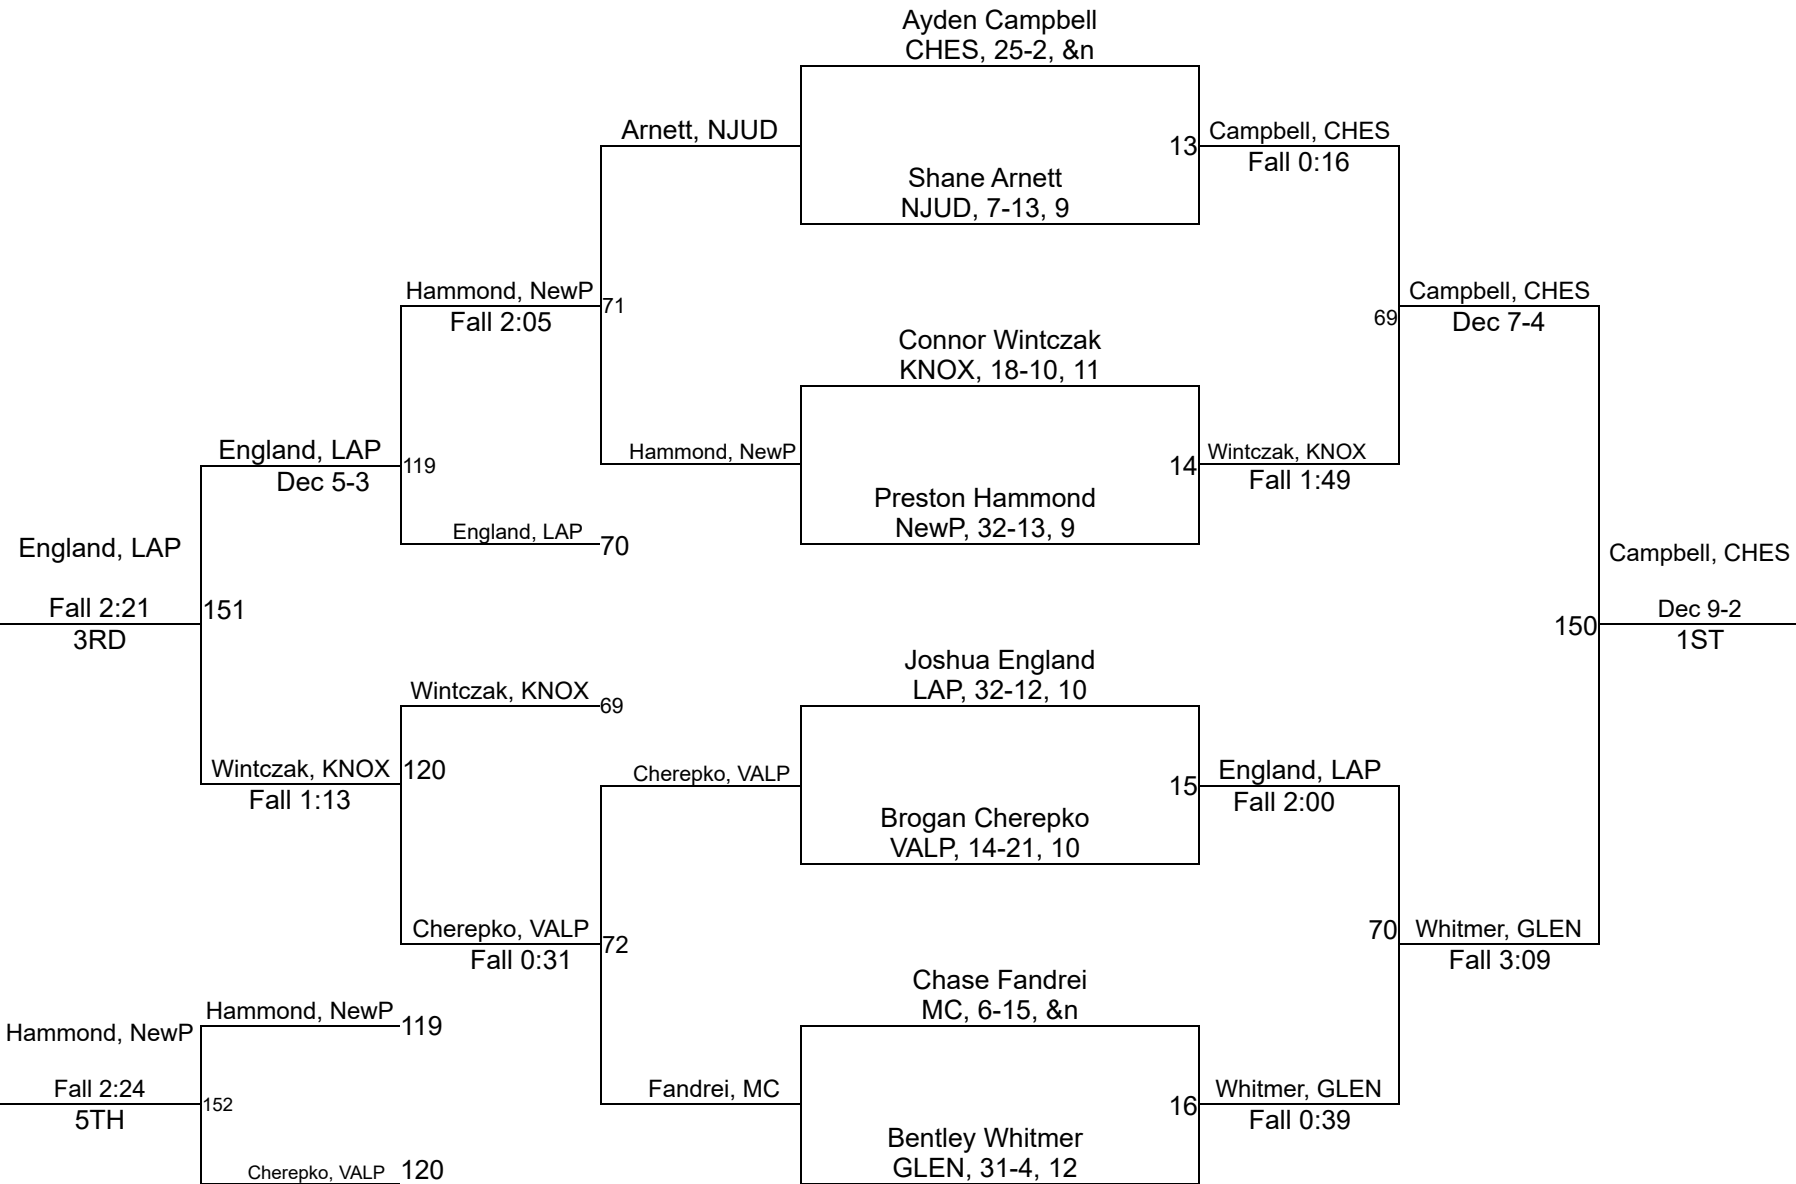 Ayden Campbell
CHES, 25-2, &n
Arnett, NJUD
13
Campbell, CHES
Fall 0:16
Shane Arnett
NJUD, 7-13, 9
Hammond, NewP
Fall 2:05
71
69
Campbell, CHES
Dec 7-4
Connor Wintczak
KNOX, 18-10, 11
England, LAP
Dec 5-3
119
Hammond, NewP
14
Wintczak, KNOX
Fall 1:49
Preston Hammond
NewP, 32-13, 9
England, LAP
70
England, LAP
Fall 2:21
3RD
151
Campbell, CHES
150
Dec 9-2
1ST
Joshua England
LAP, 32-12, 10
Wintczak, KNOX
69
Wintczak, KNOX
Fall 1:13
120
Cherepko, VALP
15
England, LAP
Fall 2:00
Brogan Cherepko
VALP, 14-21, 10
Cherepko, VALP
Fall 0:31
72
70
Whitmer, GLEN
Fall 3:09
Chase Fandrei
MC, 6-15, &n
Hammond, NewP
119
Hammond, NewP
Fall 2:24
5TH
152
Fandrei, MC
16
Whitmer, GLEN
Fall 0:39
Bentley Whitmer
GLEN, 31-4, 12
Cherepko, VALP
120